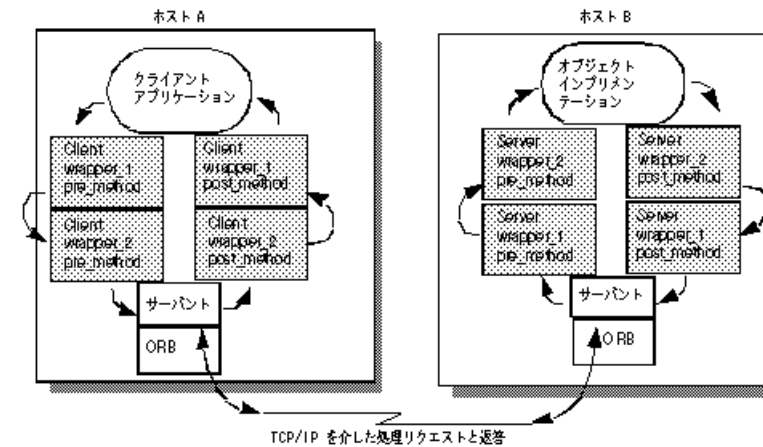 ホスト A
ホスト B
クライアント
アプリケーション
オブジェクト
インプリメン
テーション
Client
wrapper_1
pre_method
Client
wrapper_1
post_method
Server
wrapper_2
pre_method
Server
wrapper_2
post_method
Client
wrapper_2
pre_method
Client
wrapper_2
post_method
Server
wrapper_1
pre_method
Server
wrapper_1
post_method
サーバント
サーバント
ORB
ORB
TCP/IP を介した処理リクエストと返答